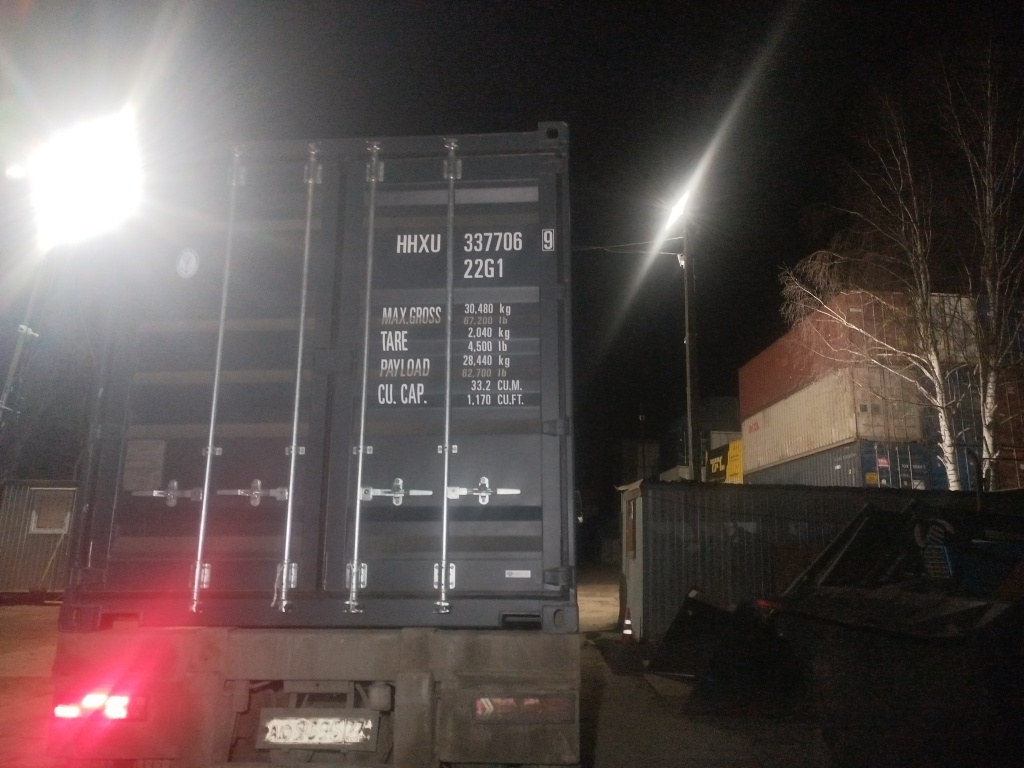 HHXU 337706 9
22G1
MAX.GROSS 30,480 kg
67,200 lb
TARE 2,040 kg
4,500 lb
PAYLOAD 28,440 kg
62,700 lb
CU. CAP. 33.2 CU.M.
1,170 CU.FT.